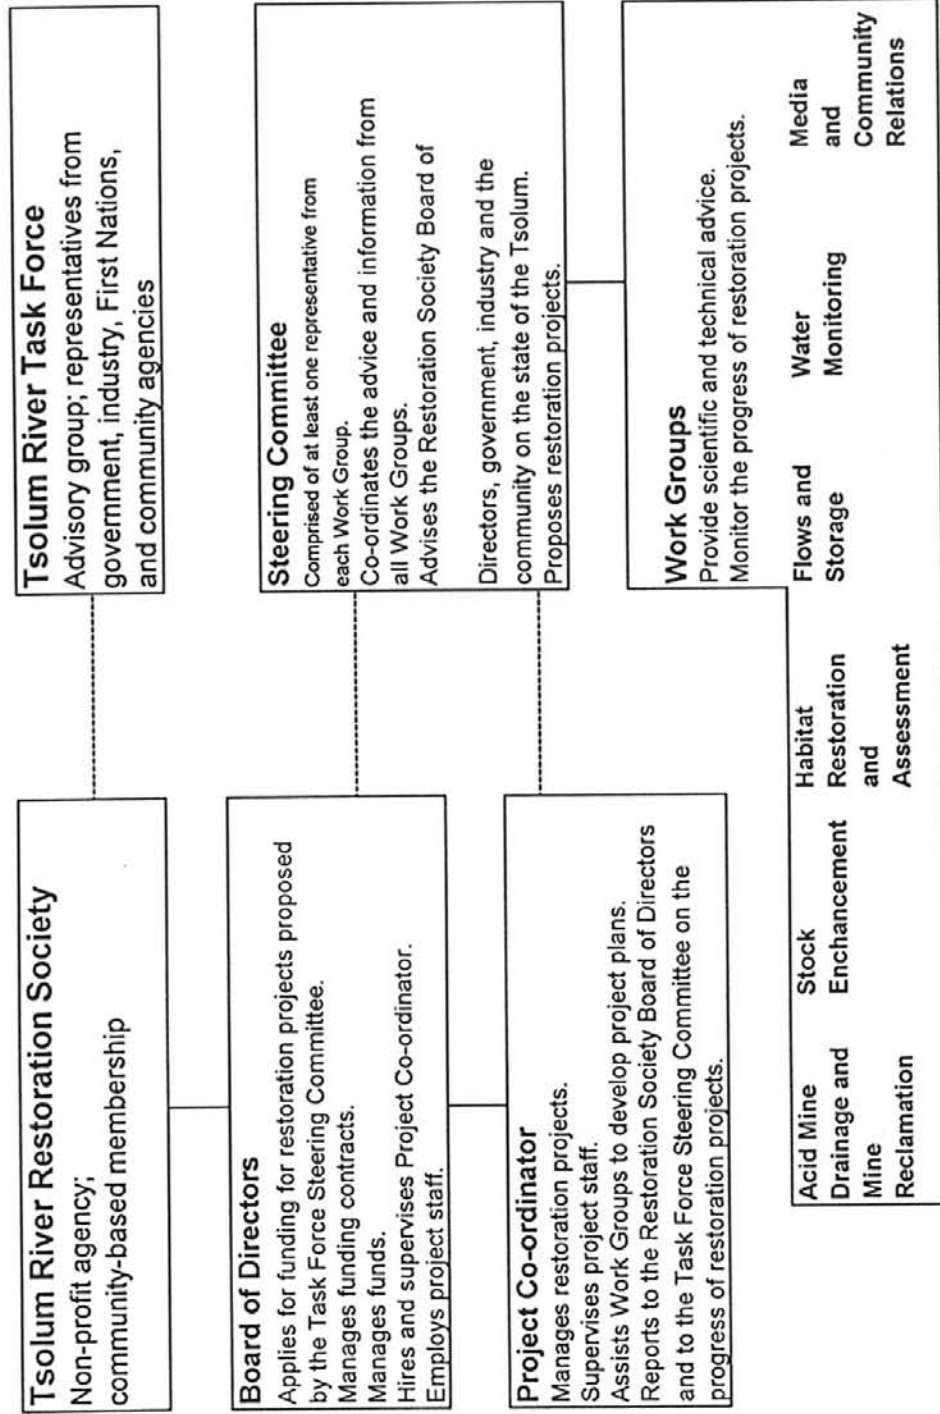 Tsolum River Restoration Society
Non-profit agency;
community-based membership
Tsolum River Task Force
Advisory group; representatives from
government, industry, First Nations,
and community agencies
Board of Directors
Applies for funding for restoration projects proposed
by the Task Force Steering Committee.
Manages funding contracts.
Manages funds.
Hires and supervises Project Co-ordinator.
Employs project staff.
Steering Committee
Comprised of at least one representative from
each Work Group.
Co-ordinates the advice and information from
all Work Groups.
Advises the Restoration Society Board of
Directors, government, industry and the
community on the state of the Tsolum.
Proposes restoration projects.
Project Co-ordinator
Manages restoration projects.
Supervises project staff.
Assists Work Groups to develop project plans.
Reports to the Restoration Society Board of Directors
and to the Task Force Steering Committee on the
progress of restoration projects.
Work Groups
Provide scientific and technical advice.
Monitor the progress of restoration projects.
Acid Mine
Drainage and
Mine
Reclamation
Stock
Enchancement
Habitat
Restoration
and
Assessment
Flows and
Storage
Water
Monitoring
Media
and
Community
Relations